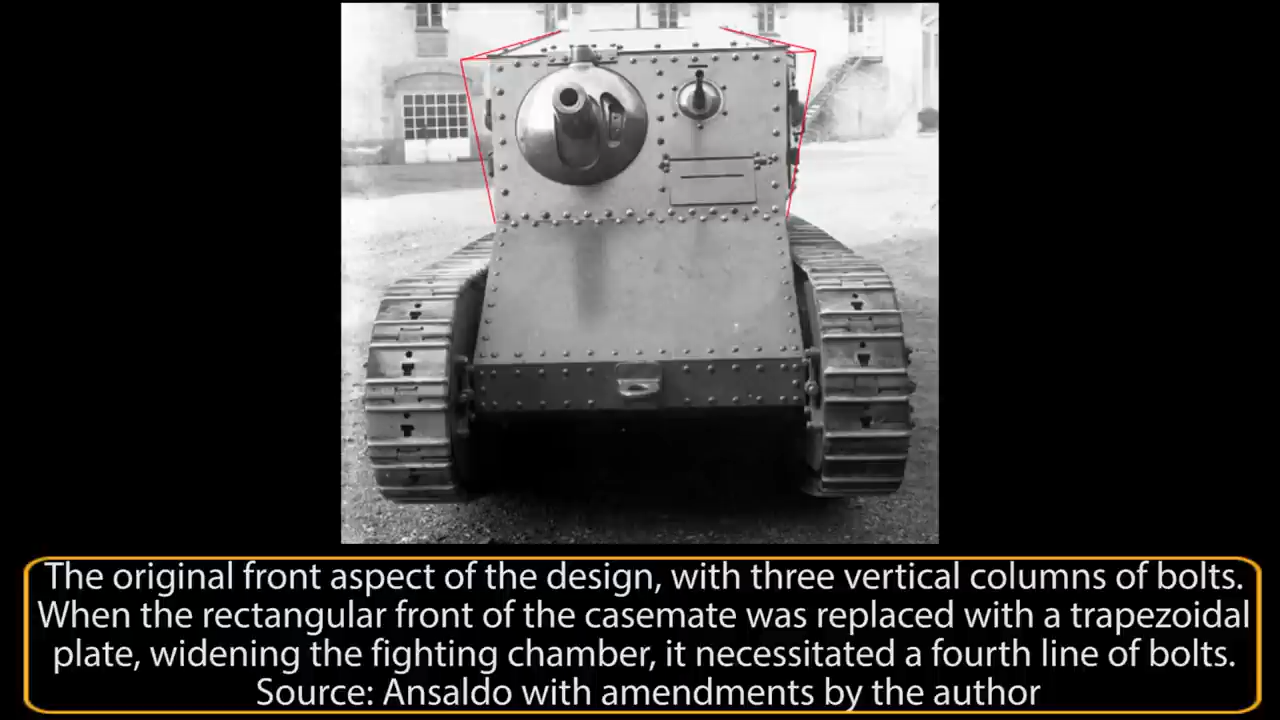 The original front aspect of the design, with three vertical columns of bolts.
When the rectangular front of the casemate was replaced with a trapezoidal
plate, widening the fighting chamber, it necessitated a fourth line of bolts.
Source: Ansaldo with amendments by the author